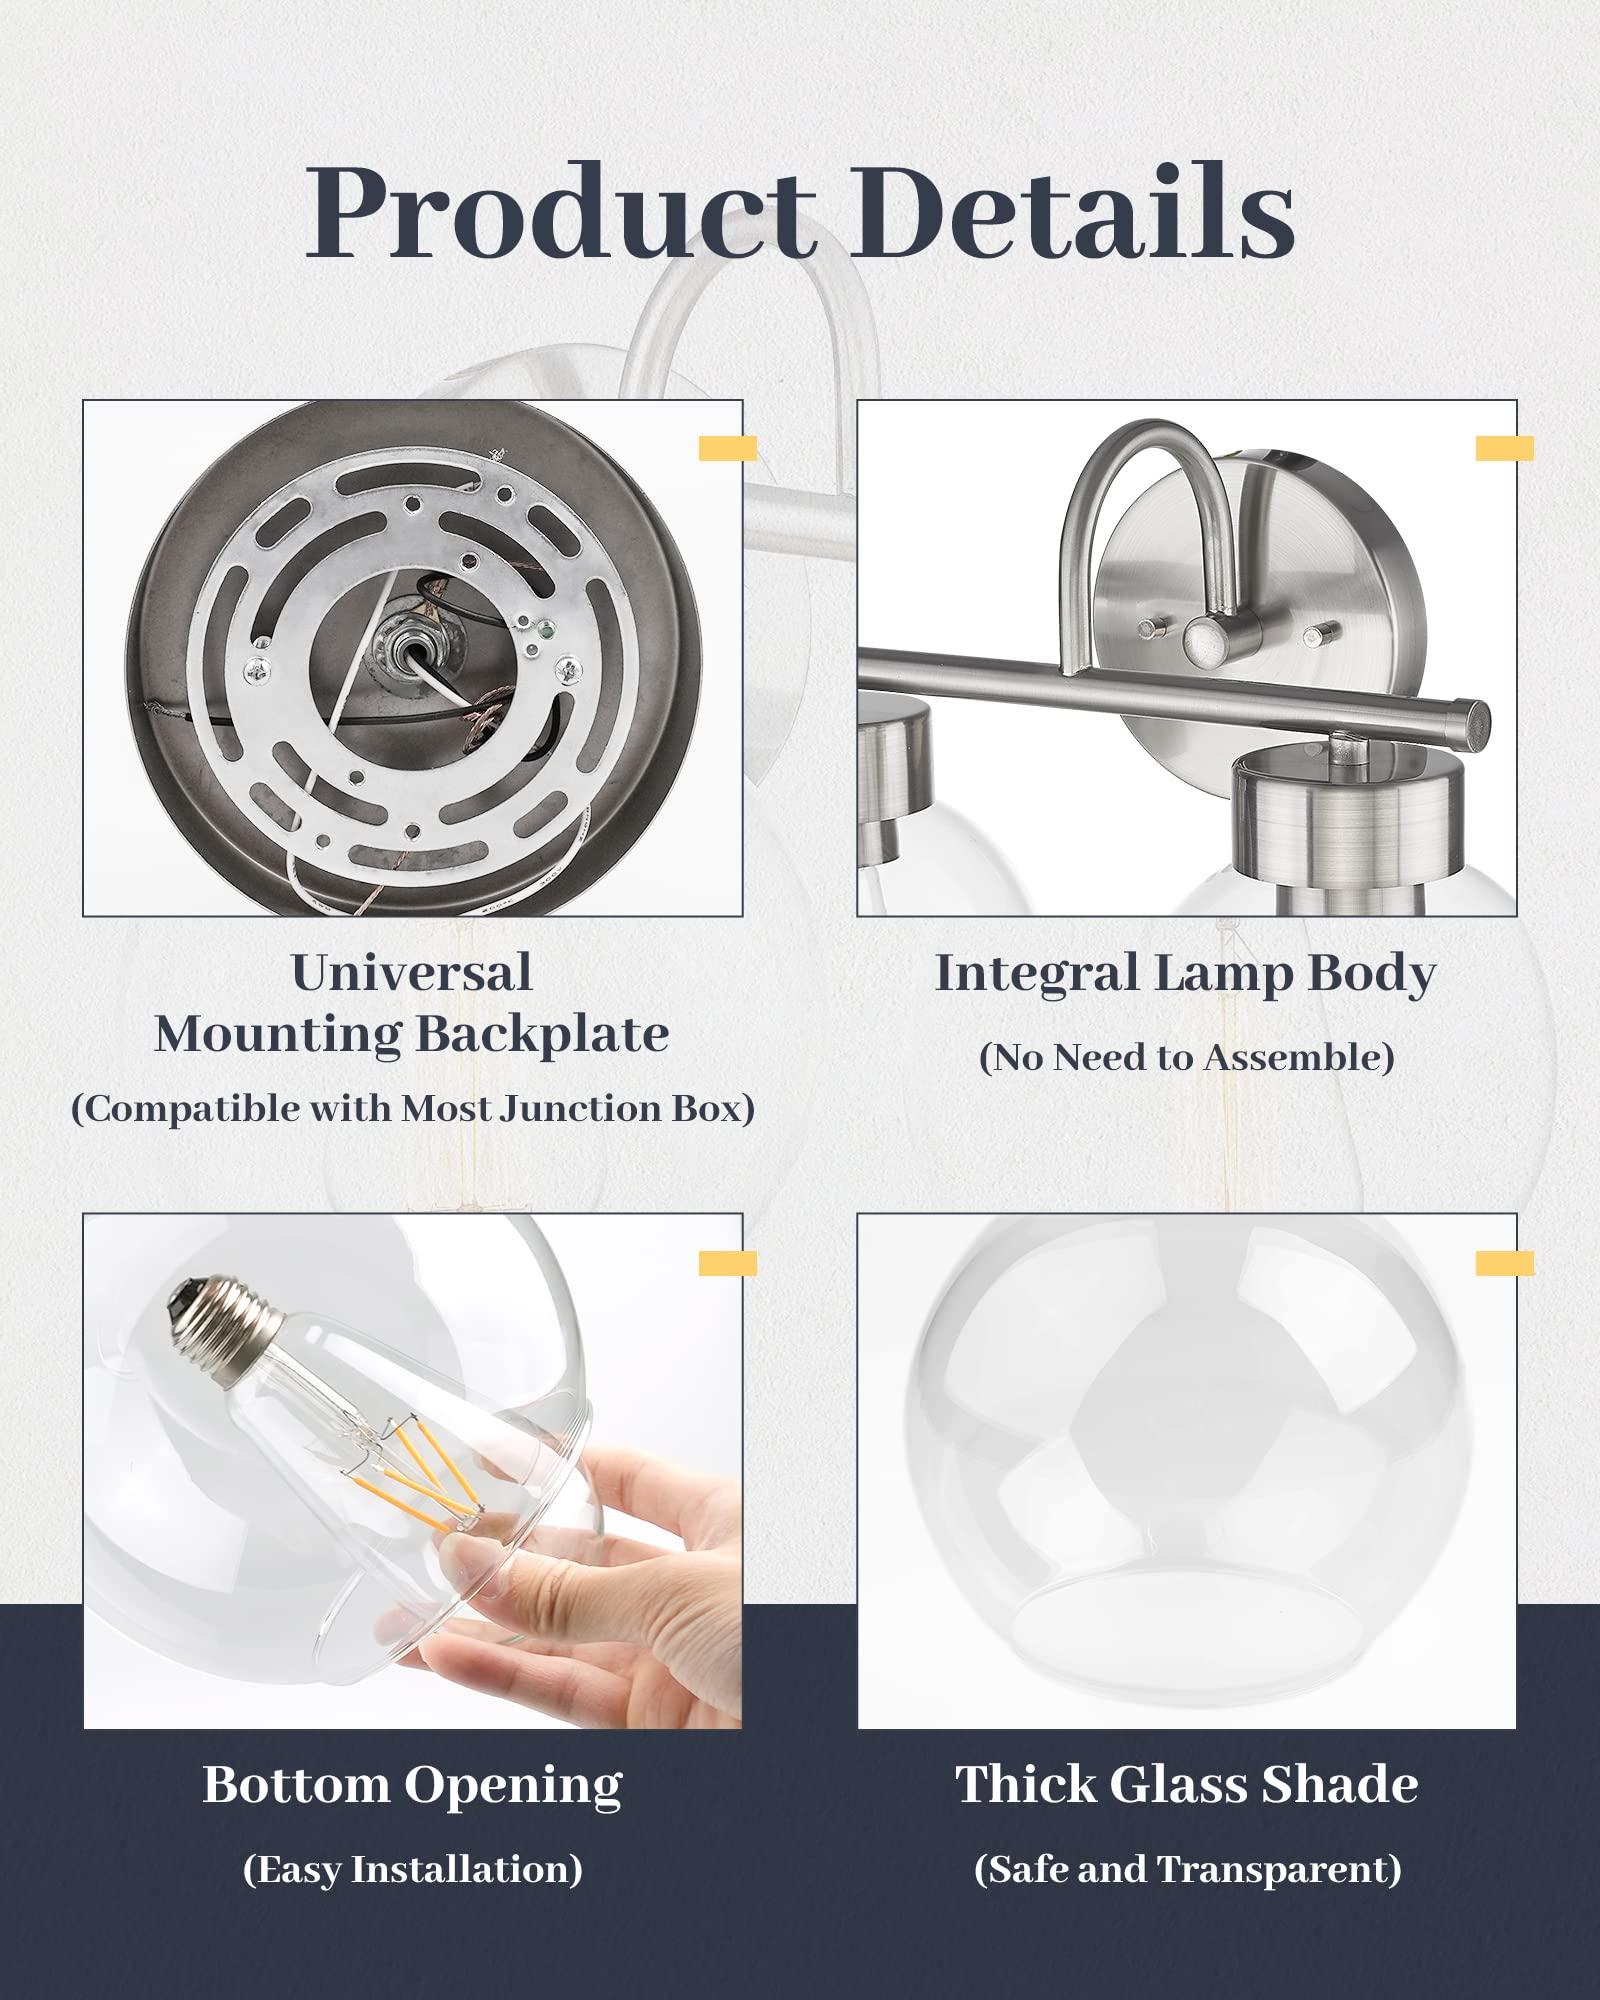 Product Details
Universal
Mounting Backplate
(Compatible with Most Junction Box)
Integral Lamp Body
(No Need to Assemble)
Bottom Opening
(Easy Installation)
Thick Glass Shade
(Safe and Transparent)